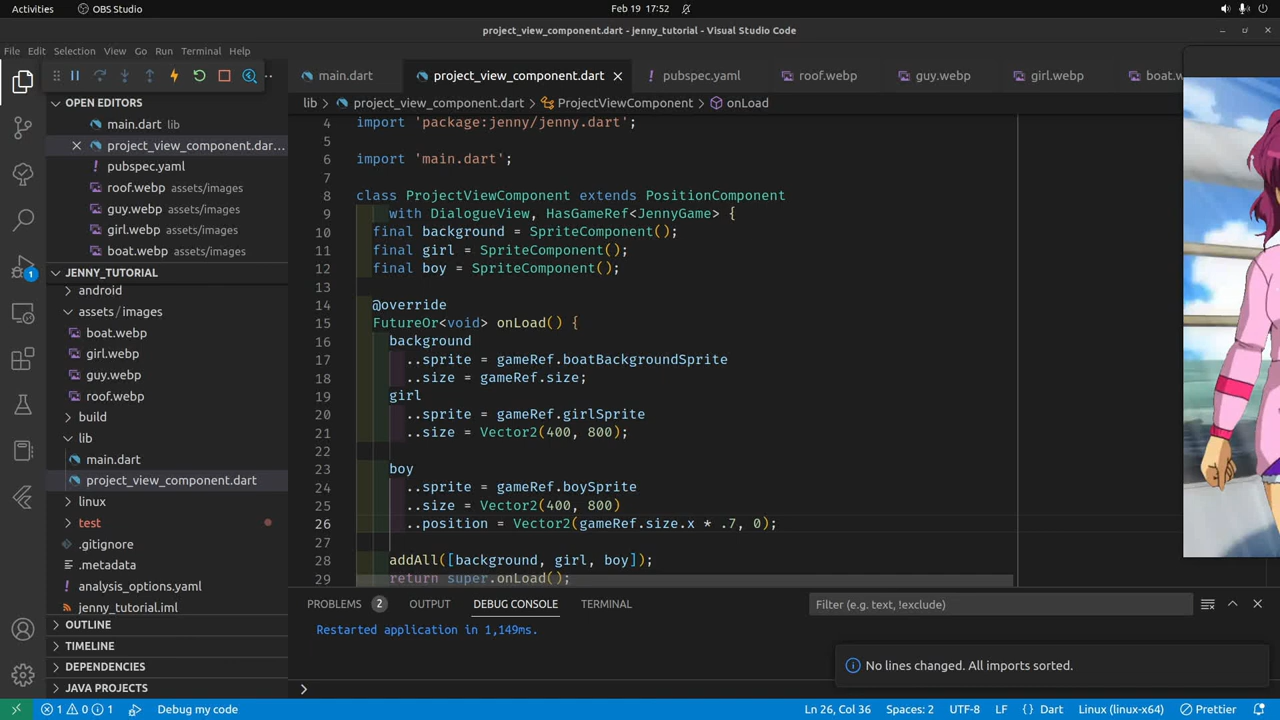 Activities OBS Studio Feb 19 17:52
project_view_component.dart - jenny_tutorial - Visual Studio Code
File Edit Selection View Go Run Terminal Help
main.dart project_view_component.dart pubspec.yaml roof.webp guy.webp girl.webp boat.w
lib project_view_component.dart ProjectViewComponent onLoad
OPEN EDITORS
main.dart lib
project_view_component.dar...
pubspec.yaml
roof.webp assets/images
guy.webp assets/images
girl.webp assets/images
boat.webp assets/images
JENNY_TUTORIAL
android
assets/images
boat.webp
girl.webp
guy.webp
roof.webp
build
lib
main.dart
project_view_component.dart
linux
test
.gitignore
.metadata
analysis_options.yaml
jenny_tutorial.iml
OUTLINE
TIMELINE
DEPENDENCIES
JAVA PROJECTS
1
4 import 'package:jenny/jenny.dart';
5
6 import 'main.dart';
7
8 class ProjectViewComponent extends PositionComponent
9 with DialogueView, HasGameRef<JennyGame> {
10 final background = SpriteComponent();
11 final girl = SpriteComponent();
12 final boy = SpriteComponent();
13
14 @override
15 FutureOr<void> onLoad() {
16 background
17 ..sprite = gameRef.boatBackgroundSprite
18 ..size = gameRef.size;
19 girl
20 ..sprite = gameRef.girlSprite
21 ..size = Vector2(400, 800);
22
23 boy
24 ..sprite = gameRef.boySprite
25 ..size = Vector2(400, 800)
26 ..position = Vector2(gameRef.size.x * .7, 0);
27
28 addAll([background, girl, boy]);
29 return super.onLoad();
PROBLEMS 2 OUTPUT DEBUG CONSOLE TERMINAL Filter (e.g. text, !exclude)
Restarted application in 1,149ms.
No lines changed. All imports sorted.
1 0 1 Debug my code Ln 26, Col 36 Spaces: 2 UTF-8 LF {} Dart Linux (linux-x64) Prettier